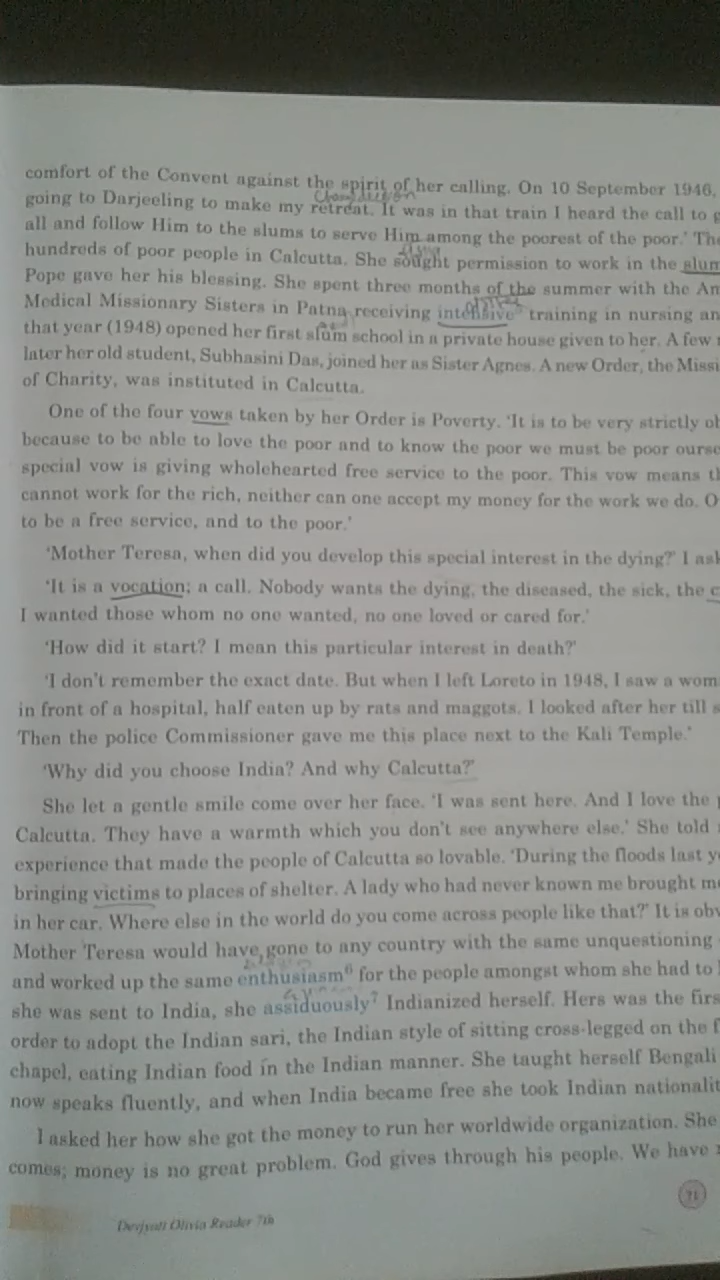 comfort of the Convent against the spirit of her calling. On 10 September 1946,
going to Darjeeling to make my retreat. It was in that train I heard the call to
all and follow Him to the slums to serve Him among the poorest of the poor.'
hundreds of poor people in Calcutta. She sought permission to work in the slum
Pope gave her his blessing. She spent three months of the summer with the
Medical Missionary Sisters in Patna receiving intensive training in nursing
that year (1948) opened her first slum school in a private house given to her. A few
later her old student, Subhasini Das, joined her as Sister Agnes. A new Order, the
of Charity, was instituted in Calcutta.
One of the four vows taken by her Order is Poverty. 'It is to be very strictly
because to be able to love the poor and to know the poor we must be poor
special vow is giving wholehearted free service to the poor. This vow means
cannot work for the rich, neither can one accept my money for the work we do.
to be a free service, and to the poor.'
'Mother Teresa, when did you develop this special interest in the dying?' I
'It is a vocation; a call. Nobody wants the dying, the diseased, the sick, the
I wanted those whom no one wanted, no one loved or cared for.'
'How did it start? I mean this particular interest in death?'
'I don't remember the exact date. But when I left Loreto in 1948, I saw a
in front of a hospital, half eaten up by rats and maggots. I looked after her till
Then the police Commissioner gave me this place next to the Kali Temple.'
'Why did you choose India? And why Calcutta?'
She let a gentle smile come over her face. 'I was sent here. And I love the
Calcutta. They have a warmth which you don't see anywhere else.' She told
experience that made the people of Calcutta so lovable. 'During the floods last
bringing victims to places of shelter. A lady who had never known me brought
in her car. Where else in the world do you come across people like that?' It is
Mother Teresa would have gone to any country with the same unquestioning
and worked up the same enthusiasm⁶ for the people amongst whom she had to
she was sent to India, she assiduously⁷ Indianized herself. Hers was the
order to adopt the Indian sari, the Indian style of sitting cross-legged on the
chapel, eating Indian food in the Indian manner. She taught herself Bengali
now speaks fluently, and when India became free she took Indian
I asked her how she got the money to run her worldwide organization. She
comes; money is no great problem. God gives through his people. We have
71
Devjyoti Olivia Reader 7th